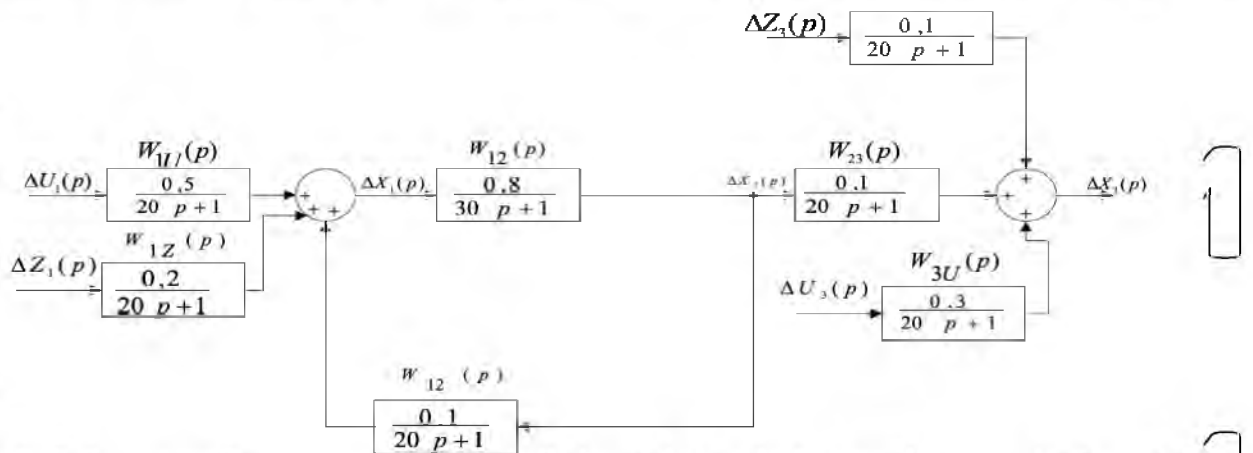 ΔZ₃(p)
0 ,1
20 p + 1
W₁U(p)
W₁₂(p)
W₂₃(p)
ΔU₁(p)
0 ,5
20 p + 1
+
+ +
ΔX₁(p)
0 ,8
30 p + 1
0 .1
20 p + 1
+
+
+
ΔX₃(p)
W₁Z (p)
ΔZ₁(p)
0,2
20 p + 1
W₃U(p)
ΔU₃(p)
0 .3
20 p + 1
W₁₂ (p)
0 1
20 p + 1